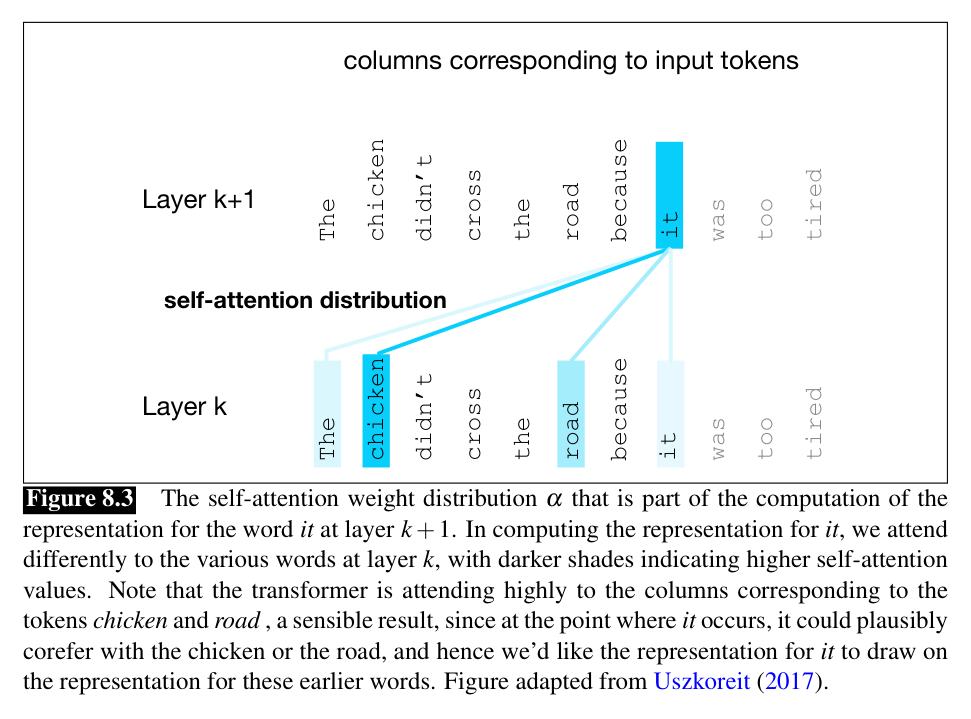 columns corresponding to input tokens
Layer k+1
The
chicken
didn’t
cross
the
road
because
it
was
too
tired
self-attention distribution
Layer k
The
chicken
didn’t
cross
the
road
because
it
was
too
tired
Figure 8.3 The self-attention weight distribution α that is part of the computation of the
representation for the word it at layer k+1. In computing the representation for it, we attend
differently to the various words at layer k, with darker shades indicating higher self-attention
values. Note that the transformer is attending highly to the columns corresponding to the
tokens chicken and road , a sensible result, since at the point where it occurs, it could plausibly
corefer with the chicken or the road, and hence we’d like the representation for it to draw on
the representation for these earlier words. Figure adapted from Uszkoreit (2017).